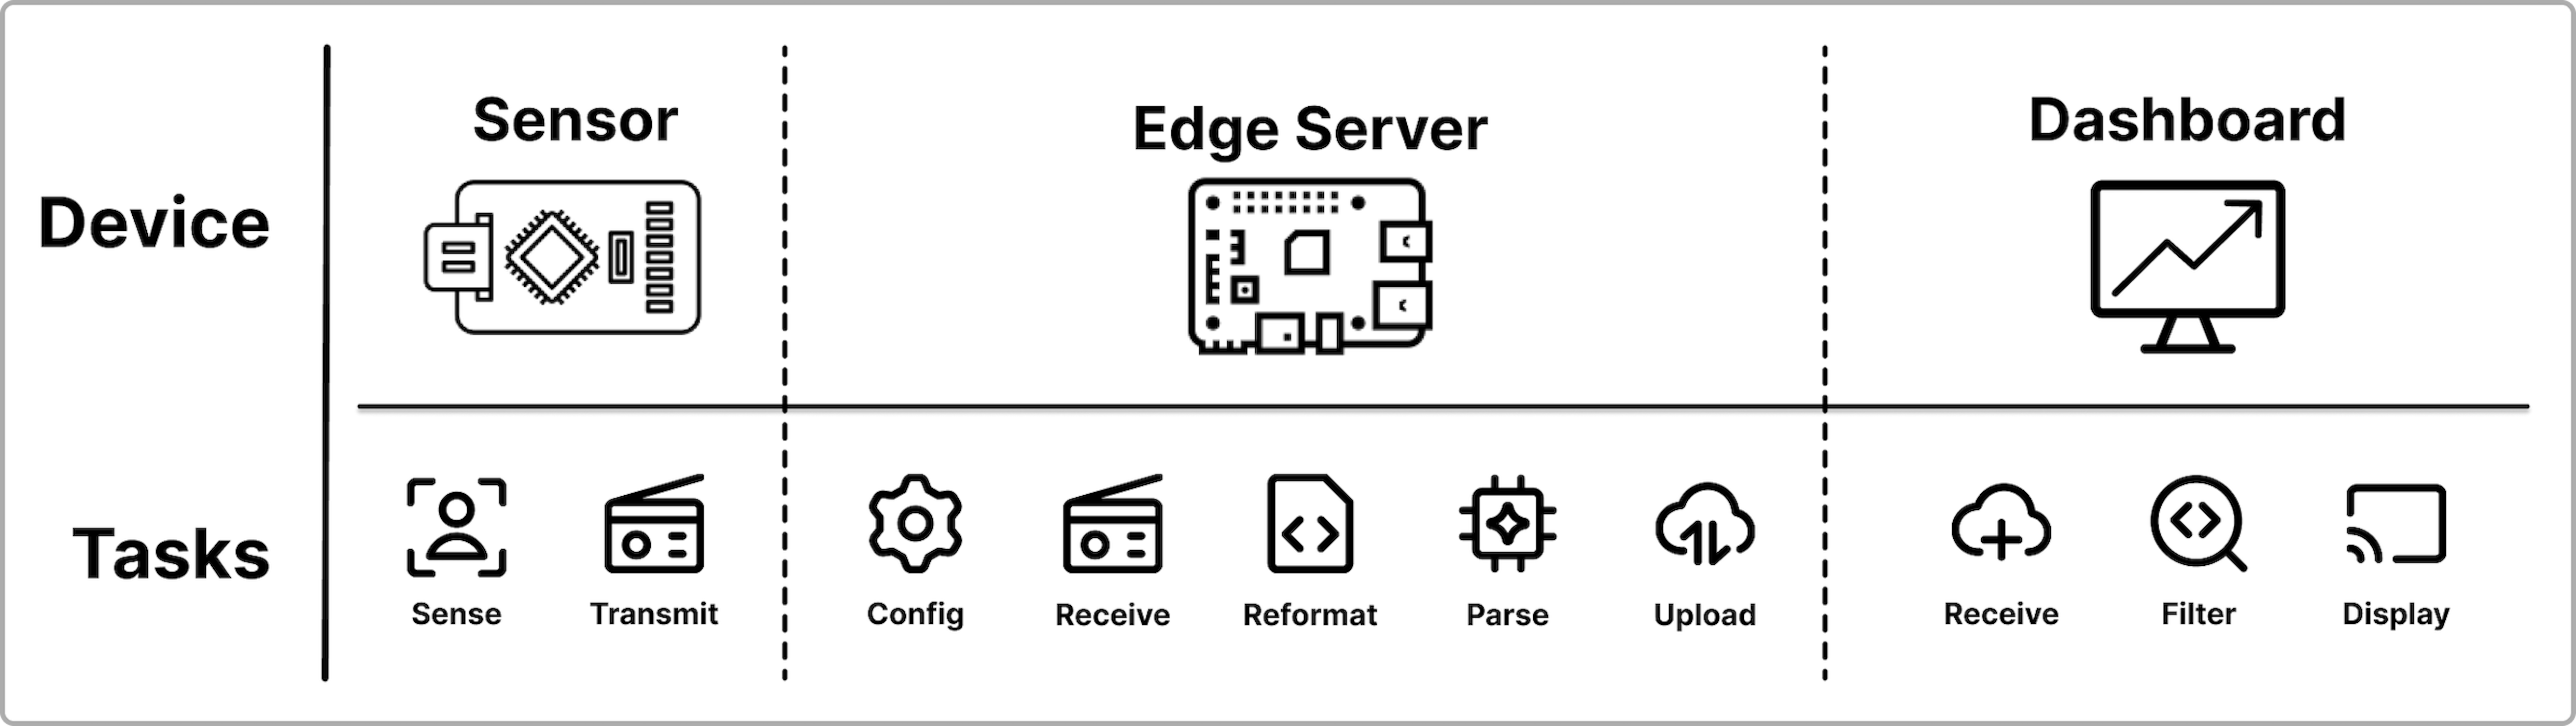 Device
Sensor
Edge Server
Dashboard
Tasks
Sense
Transmit
Config
Receive
Reformat
Parse
Upload
Receive
Filter
Display